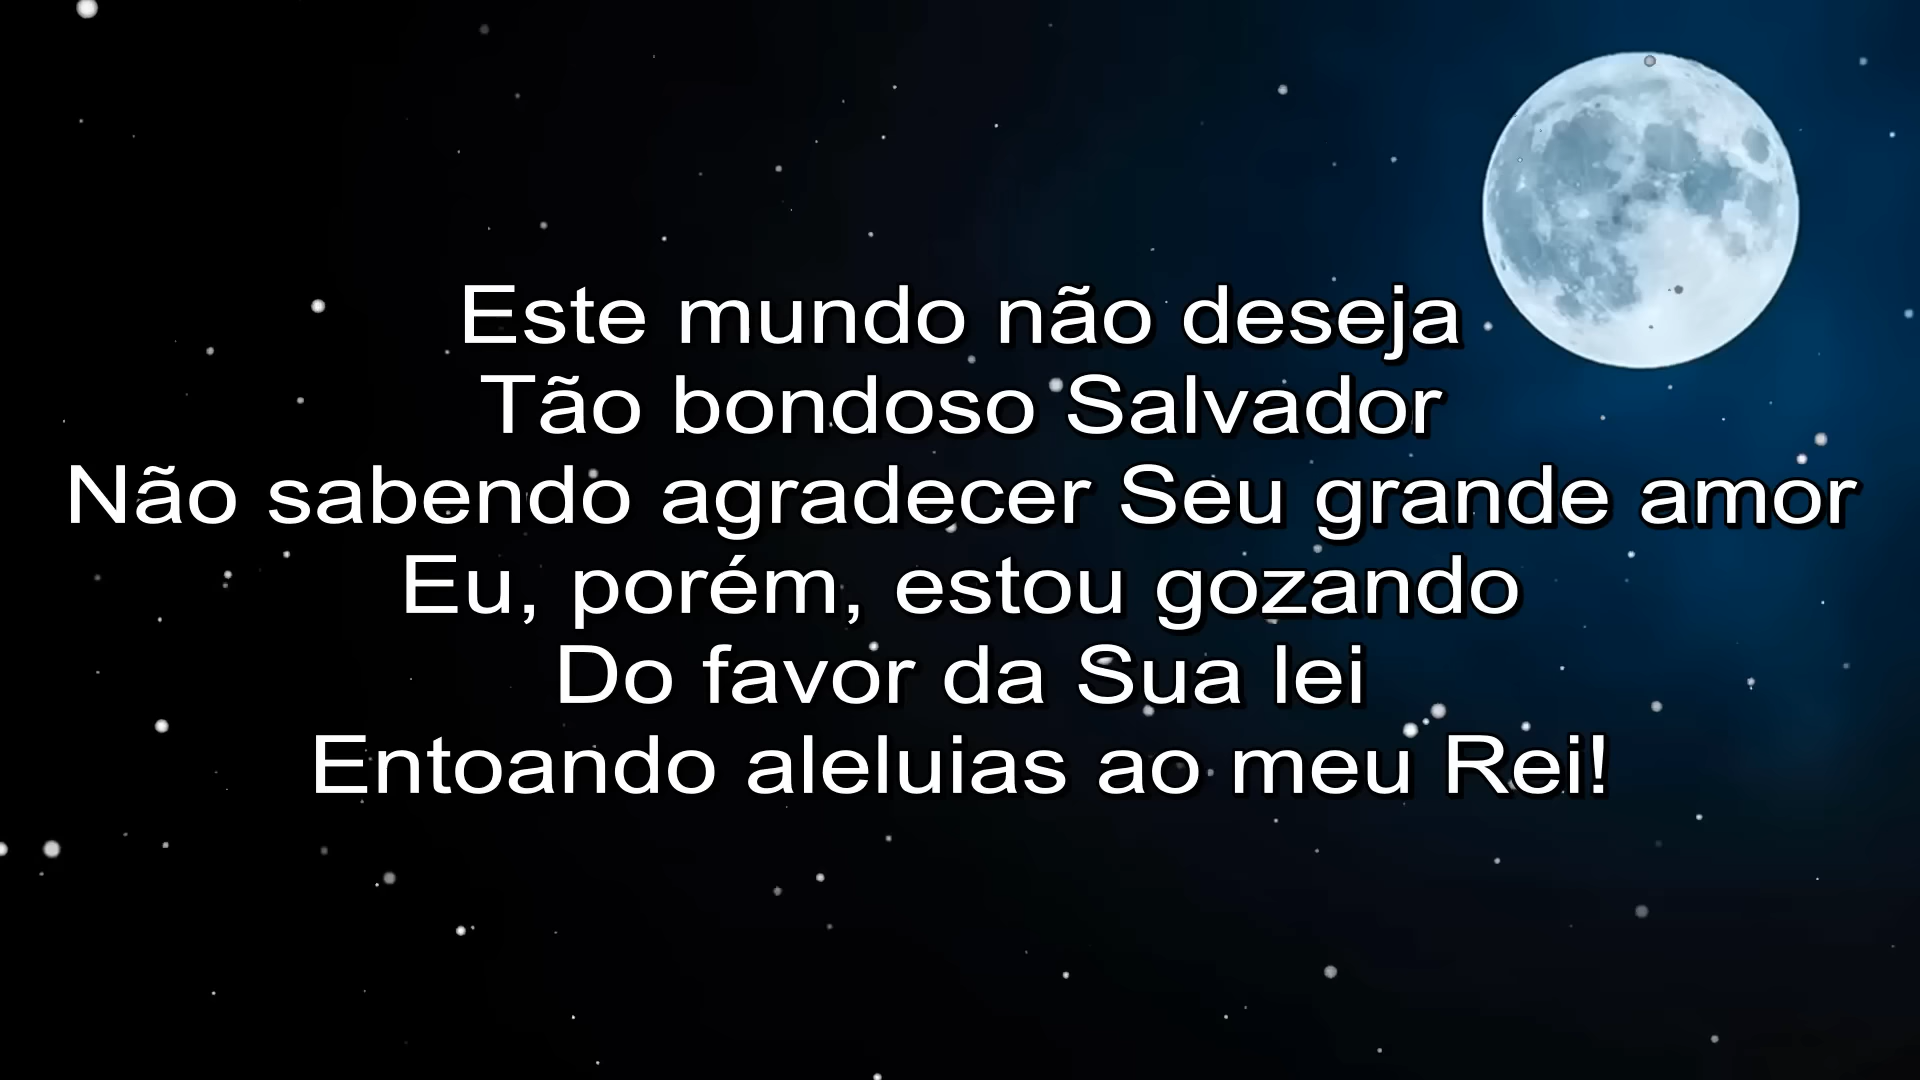 Este mundo não deseja
Tão bondoso Salvador
Não sabendo agradecer Seu grande amor
Eu, porém, estou gozando
Do favor da Sua lei
Entoando aleluias ao meu Rei!